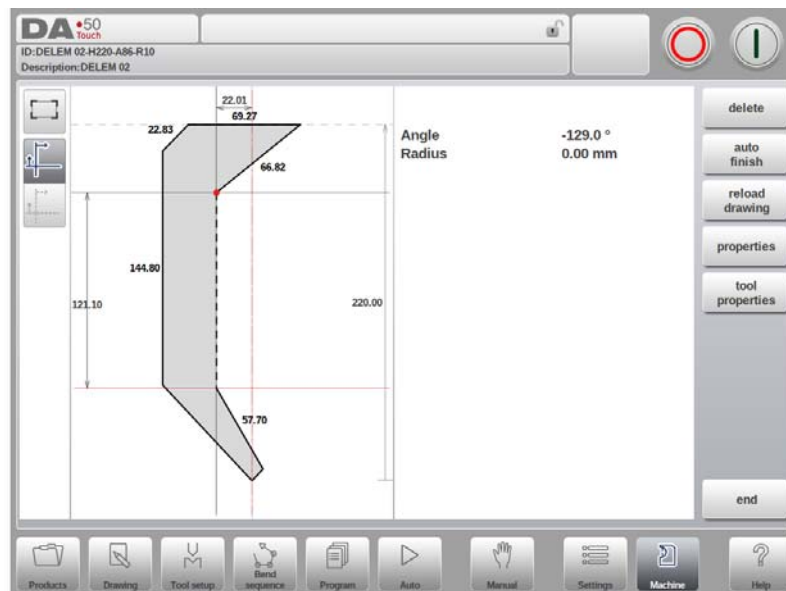 DA 50
Touch
ID:DELEM 02-H220-A86-R10
Description:DELEM 02
22.01
69.27
22.83
66.82
144.80
121.10
220.00
57.70
Angle -129.0 °
Radius 0.00 mm
delete
auto
finish
reload
drawing
properties
tool
properties
end
Products
Drawing
Tool setup
Bend
sequence
Program
Auto
Manual
Settings
Machine
Help